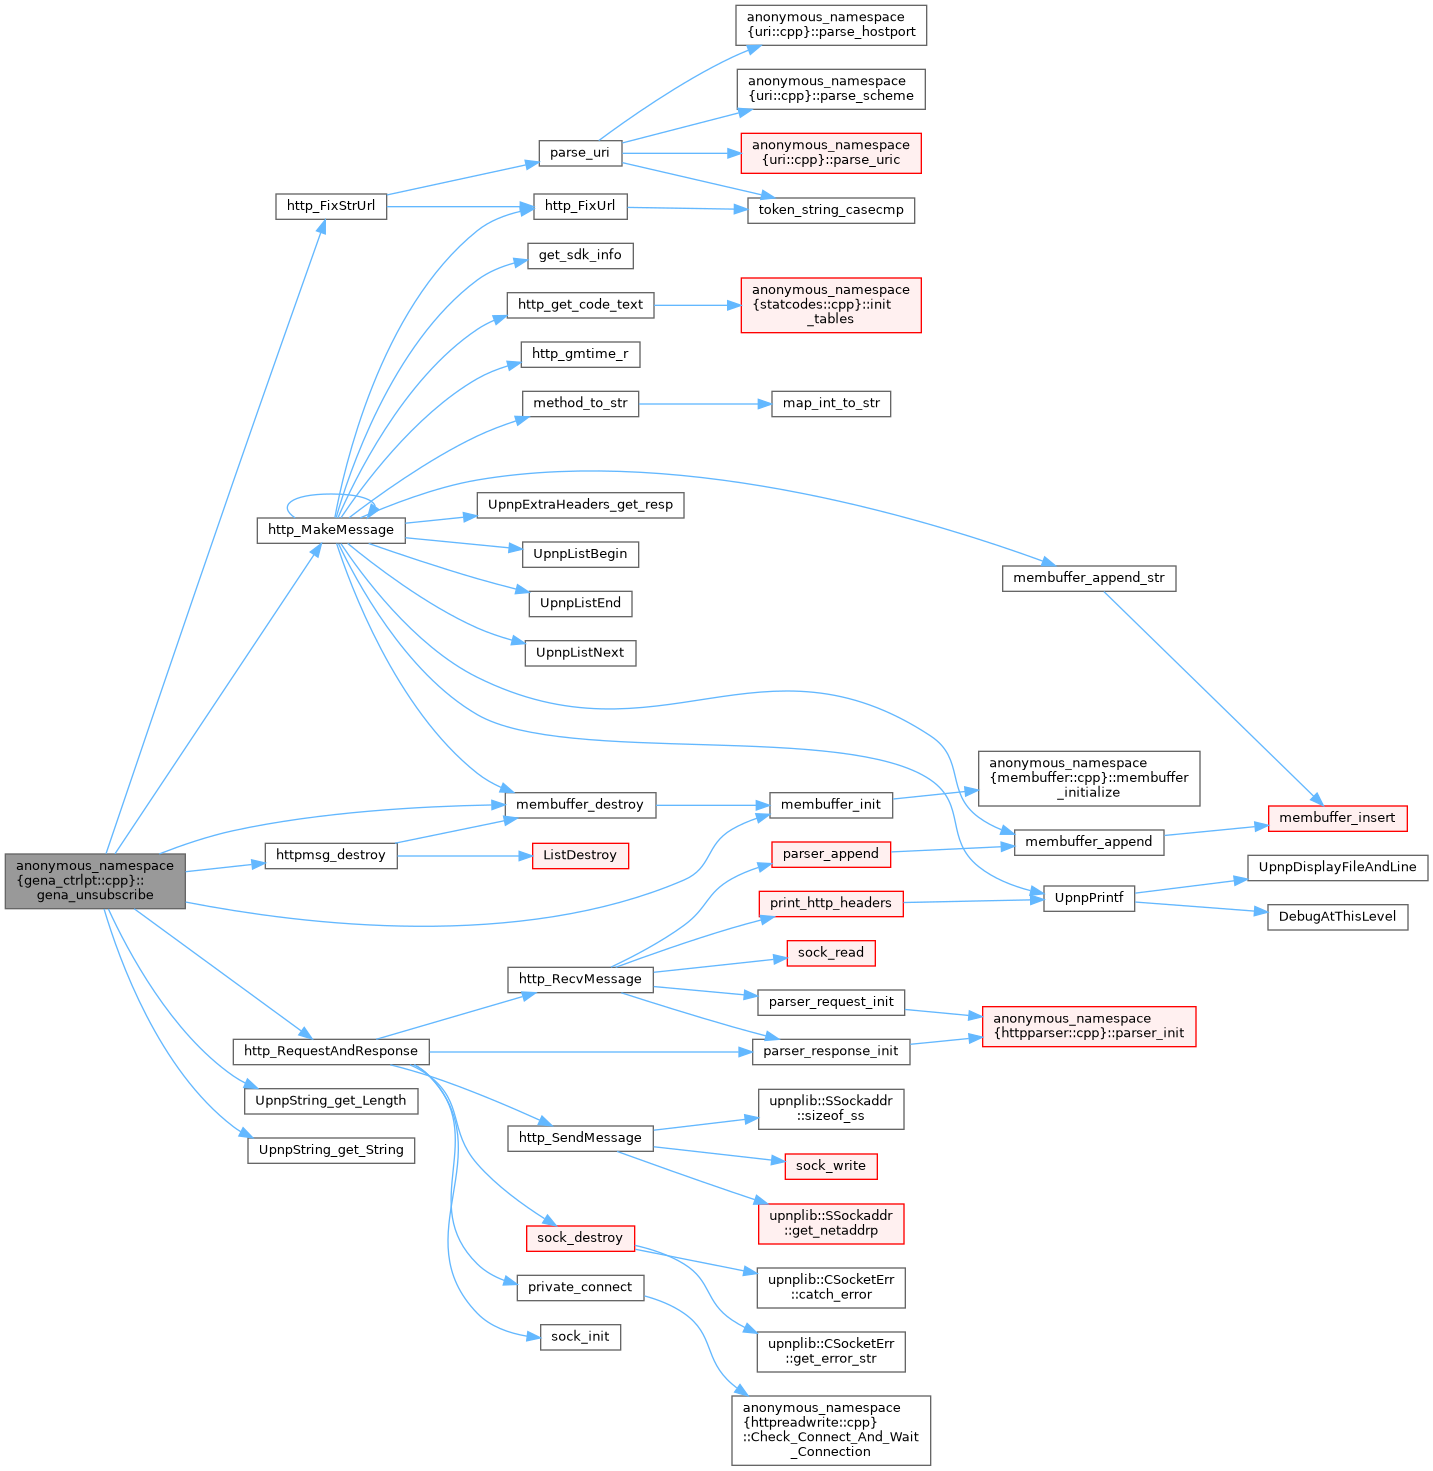 anonymous_namespace
{uri::cpp}::parse_hostport
anonymous_namespace
{uri::cpp}::parse_scheme
parse_uri
anonymous_namespace
{uri::cpp}::parse_uric
http_FixStrUrl
http_FixUrl
token_string_casecmp
get_sdk_info
http_get_code_text
anonymous_namespace
{statcodes::cpp}::init
_tables
http_gmtime_r
method_to_str
map_int_to_str
UpnpExtraHeaders_get_resp
http_MakeMessage
UpnpListBegin
membuffer_append_str
UpnpListEnd
UpnpListNext
anonymous_namespace
{membuffer::cpp}::membuffer
_initialize
membuffer_destroy
membuffer_init
membuffer_insert
membuffer_append
httpmsg_destroy
ListDestroy
parser_append
anonymous_namespace
{gena_ctrlpt::cpp}::
gena_unsubscribe
UpnpDisplayFileAndLine
print_http_headers
UpnpPrintf
DebugAtThisLevel
sock_read
http_RecvMessage
parser_request_init
anonymous_namespace
{httpparser::cpp}::parser_init
http_RequestAndResponse
parser_response_init
UpnpString_get_Length
upnplib::SSockaddr
::sizeof_ss
http_SendMessage
UpnpString_get_String
sock_write
upnplib::SSockaddr
::get_netaddrp
sock_destroy
private_connect
upnplib::CSocketErr
::catch_error
sock_init
upnplib::CSocketErr
::get_error_str
anonymous_namespace
{httpreadwrite::cpp}
::Check_Connect_And_Wait
_Connection